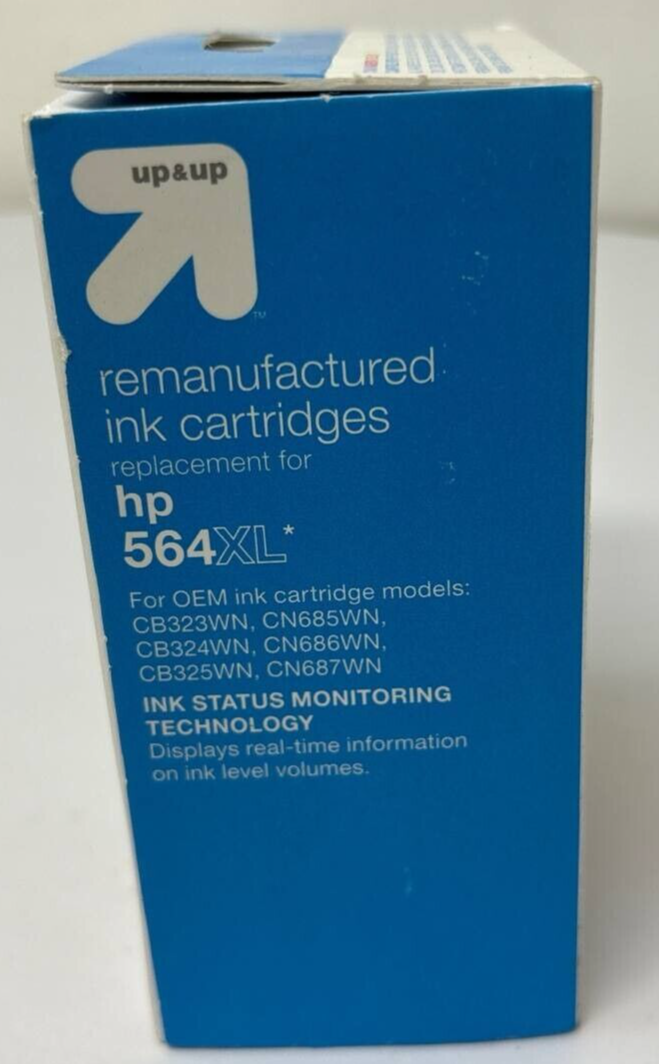 up&up
TM
remanufactured
ink cartridges
replacement for
hp
564XL*
For OEM ink cartridge models:
CB323WN, CN685WN,
CB324WN, CN686WN,
CB325WN, CN687WN
INK STATUS MONITORING
TECHNOLOGY
Displays real-time information
on ink level volumes.